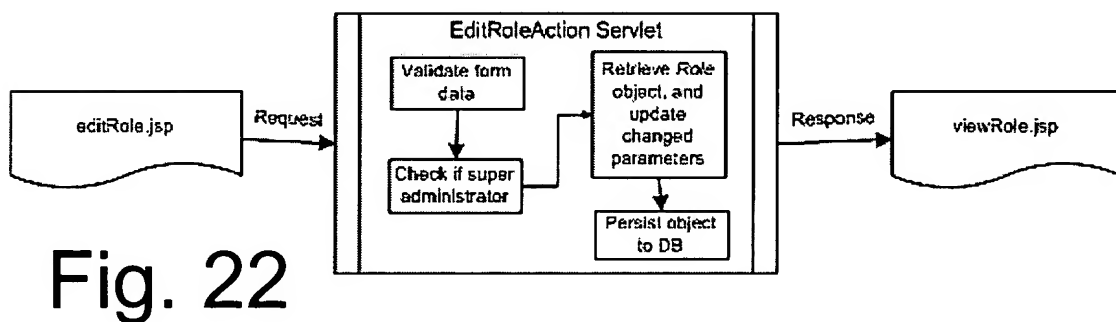 EditRoleAction Servlet
editRole.jsp
Request
Validate form
data
Check if super
administrator
Retrieve Role
object, and
update
changed
parameters
Persist object
to DB
Response
viewRole.jsp
Fig. 22